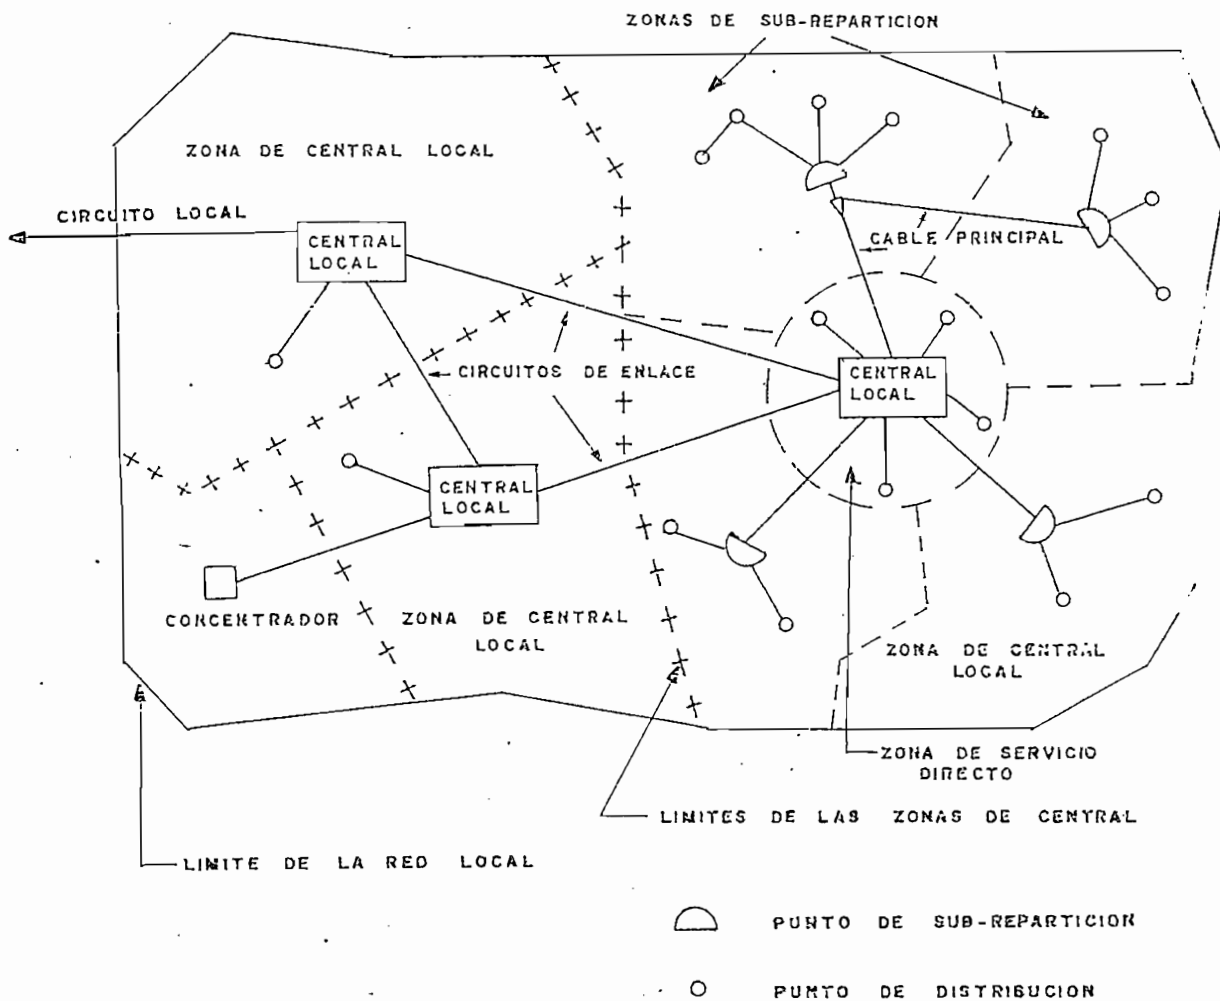 ZONAS DE SUB-REPARTICION
ZONA DE CENTRAL LOCAL
CIRCUITO LOCAL
CENTRAL
LOCAL
CABLE PRINCIPAL
CIRCUITOS DE ENLACE
CENTRAL
LOCAL
CENTRAL
LOCAL
CONCENTRADOR
ZONA DE CENTRAL
LOCAL
ZONA DE CENTRAL
LOCAL
ZONA DE SERVICIO
DIRECTO
LIMITES DE LAS ZONAS DE CENTRAL
LIMITE DE LA RED LOCAL
PUNTO DE SUB-REPARTICION
PUNTO DE DISTRIBUCION